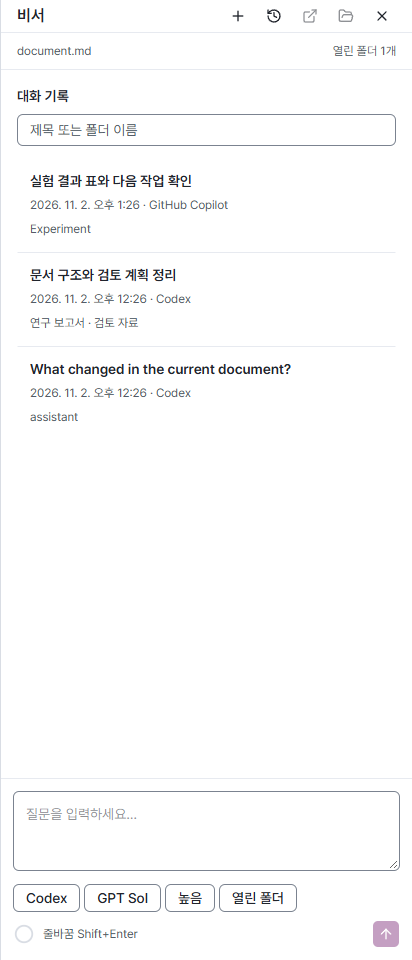 비서
document.md
열린 폴더 1개
대화 기록
제목 또는 폴더 이름
실험 결과 표와 다음 작업 확인
2026. 11. 2. 오후 1:26 · GitHub Copilot
Experiment
문서 구조와 검토 계획 정리
2026. 11. 2. 오후 12:26 · Codex
연구 보고서 · 검토 자료
What changed in the current document?
2026. 11. 2. 오후 12:26 · Codex
assistant
질문을 입력하세요...
Codex
GPT Sol
높음
열린 폴더
줄바꿈 Shift+Enter